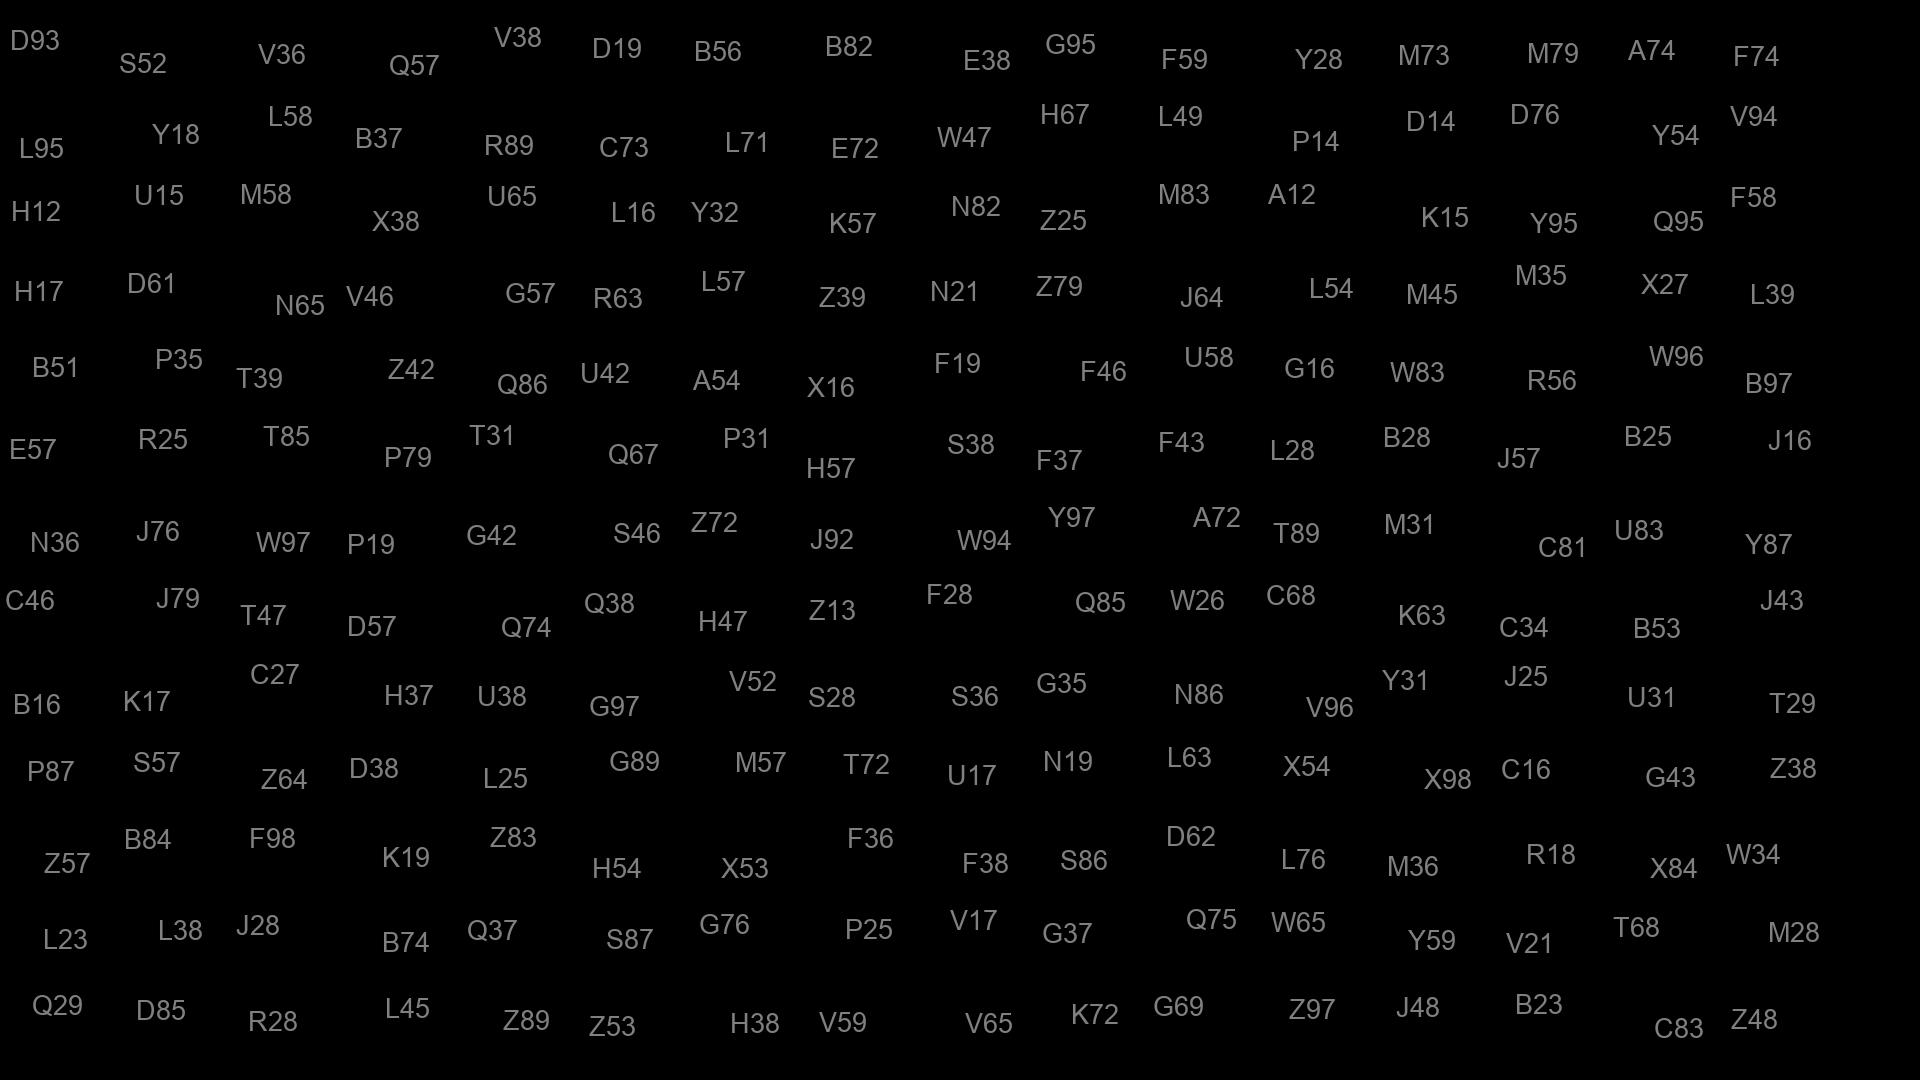 D93 S52 V36 Q57 V38 D19 B56 B82 E38 G95 F59 Y28 M73 M79 A74 F74
L95 Y18 L58 B37 R89 C73 L71 E72 W47 H67 L49 P14 D14 D76 Y54 V94
H12 U15 M58 X38 U65 L16 Y32 K57 N82 Z25 M83 A12 K15 Y95 Q95 F58
H17 D61 N65 V46 G57 R63 L57 Z39 N21 Z79 J64 L54 M45 M35 X27 L39
B51 P35 T39 Z42 Q86 U42 A54 X16 F19 F46 U58 G16 W83 R56 W96 B97
E57 R25 T85 P79 T31 Q67 P31 H57 S38 F37 F43 L28 B28 J57 B25 J16
N36 J76 W97 P19 G42 S46 Z72 J92 W94 Y97 A72 T89 M31 C81 U83 Y87
C46 J79 T47 D57 Q74 Q38 H47 Z13 F28 Q85 W26 C68 K63 C34 B53 J43
B16 K17 C27 H37 U38 G97 V52 S28 S36 G35 N86 V96 Y31 J25 U31 T29
P87 S57 Z64 D38 L25 G89 M57 T72 U17 N19 L63 X54 X98 C16 G43 Z38
Z57 B84 F98 K19 Z83 H54 X53 F36 F38 S86 D62 L76 M36 R18 X84 W34
L23 L38 J28 B74 Q37 S87 G76 P25 V17 G37 Q75 W65 Y59 V21 T68 M28
Q29 D85 R28 L45 Z89 Z53 H38 V59 V65 K72 G69 Z97 J48 B23 C83 Z48